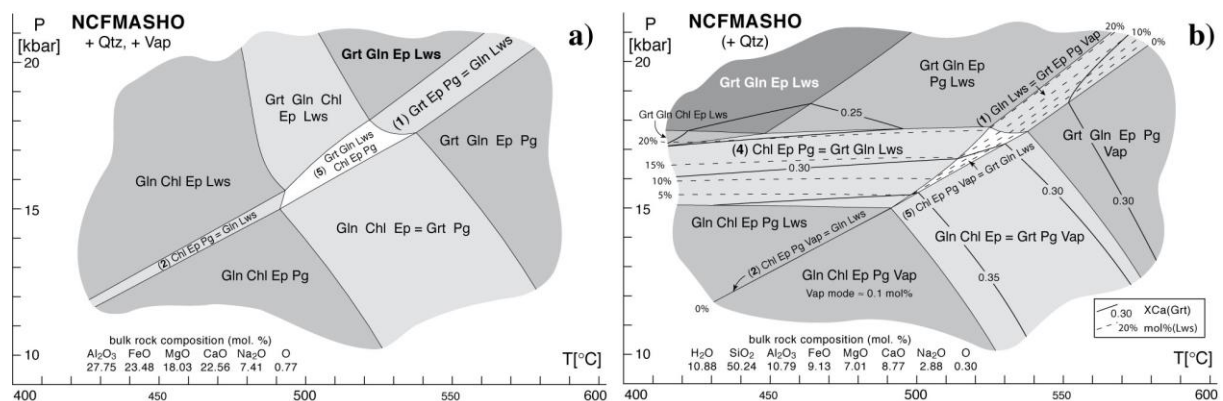 P
[kbar]
NCFMASHO
+ Qtz, + Vap
a)
20
15
10
Grt Gln Ep Lws
Grt Gln Chl
Ep Lws
(1) Grt Ep Pg = Gln Lws
Grt Gln Lws
(5) Chl Ep Pg
Grt Gln Ep Pg
Gln Chl Ep Lws
(2) Chl Ep Pg = Gln Lws
Gln Chl Ep = Grt Pg
Gln Chl Ep Pg
bulk rock composition (mol. %)
Al2O3 FeO MgO CaO Na2O O
27.75 23.48 18.03 22.56 7.41 0.77
T[°C]
400 450 500 550 600
P
[kbar]
NCFMASHO
(+ Qtz)
b)
20
15
10
20%
10%
0%
Grt Gln Ep
Pg Lws
Grt Gln Ep Lws
(1) Gln Lws = Grt Ep Pg Vap
Grt Gln Chl Ep Lws
0.25
20%
(4) Chl Ep Pg = Grt Gln Lws
Grt Gln Ep Pg
Vap
15%
0.30
10%
5%
(5) Chl Ep Pg Vap = Grt Gln Lws
0.30
0.30
Gln Chl Ep Pg Lws
Gln Chl Ep = Grt Pg Vap
(2) Chl Ep Pg Vap = Gln Lws
Gln Chl Ep Pg Vap
Vap mode ~ 0.1 mol%
0.35
0%
0.30 XCa(Grt)
20% mol%(Lws)
bulk rock composition (mol. %)
H2O SiO2 Al2O3 FeO MgO CaO Na2O O
10.88 50.24 10.79 9.13 7.01 8.77 2.88 0.30
T[°C]
400 450 500 550 600